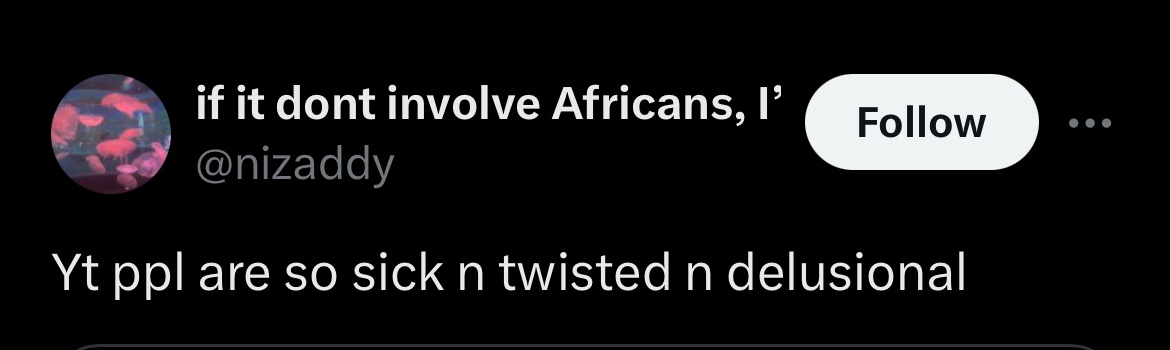 if it dont involve Africans, I’
Follow
@nizaddy
Yt ppl are so sick n twisted n delusional